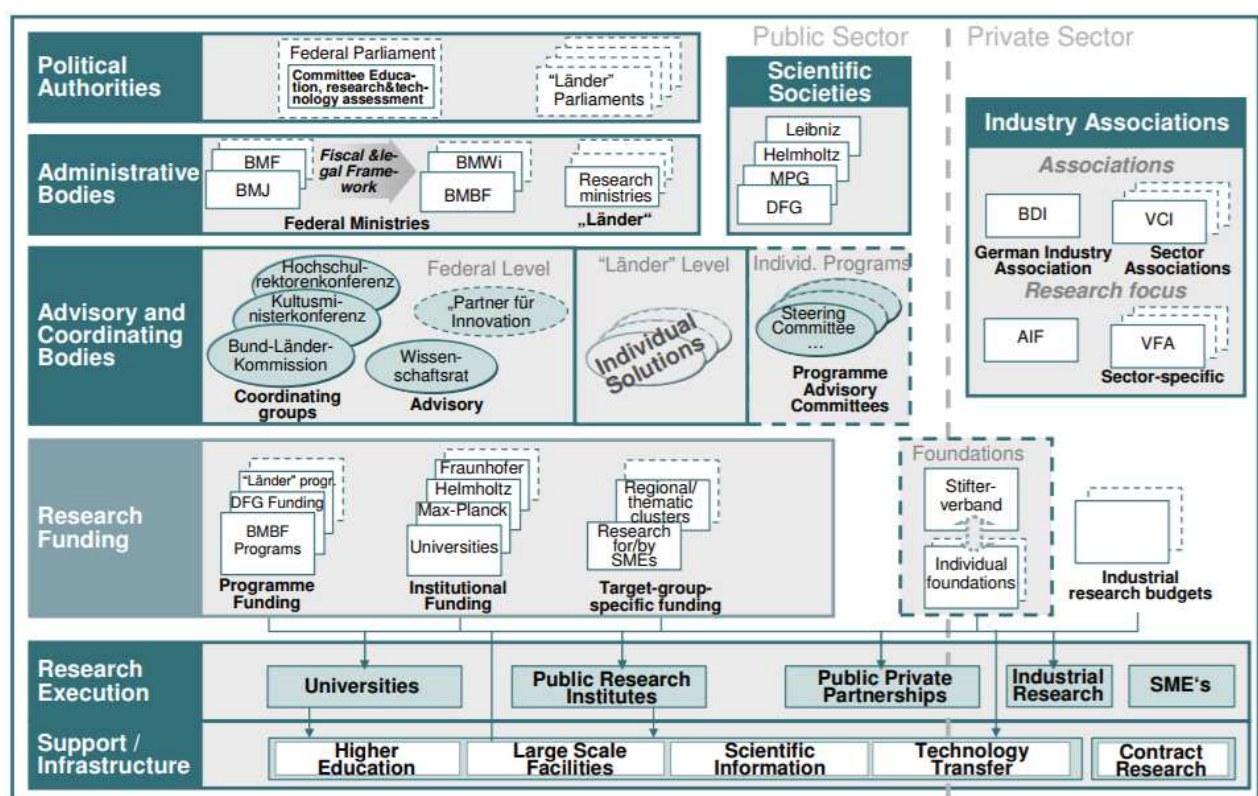 Public Sector
Private Sector
Political
Authorities
Federal Parliament
Committee Educa-
tion, research&tech-
nology assessment
"Länder"
Parliaments
Scientific
Societies
Leibniz
Helmholtz
MPG
DFG
Industry Associations
Associations
BDI
German Industry
Association
VCI
Sector
Associations
Research focus
AIF
VFA
Sector-specific
Administrative
Bodies
BMF
BMJ
Fiscal &le-
gal Frame-
work
BMWi
BMBF
Federal Ministries
Research
ministries
„Länder“
Advisory and
Coordinating
Bodies
Hochschul-
rektorenkonferenz
Kultusmi-
nisterkonferenz
Bund-Länder-
Kommission
Coordinating
groups
Federal Level
„Partner für
Innovation
Wissen-
schaftsrat
Advisory
"Länder" Level
Individual
Solutions
Individ. Programs
Steering
Committee
...
Programme
Advisory
Committees
Research
Funding
"Länder" progr.
DFG Funding
BMBF
Programs
Programme
Funding
Fraunhofer
Helmholtz
Max-Planck
Universities
Institutional
Funding
Regional/
thematic
clusters
Research
for/by
SMEs
Target-group-
specific funding
Foundations
Stifter-
verband
Individual
foundations
Industrial
research budgets
Research
Execution
Universities
Public Research
Institutes
Public Private
Partnerships
Industrial
Research
SME‘s
Support /
Infrastructure
Higher
Education
Large Scale
Facilities
Scientific
Information
Technology
Transfer
Contract
Research